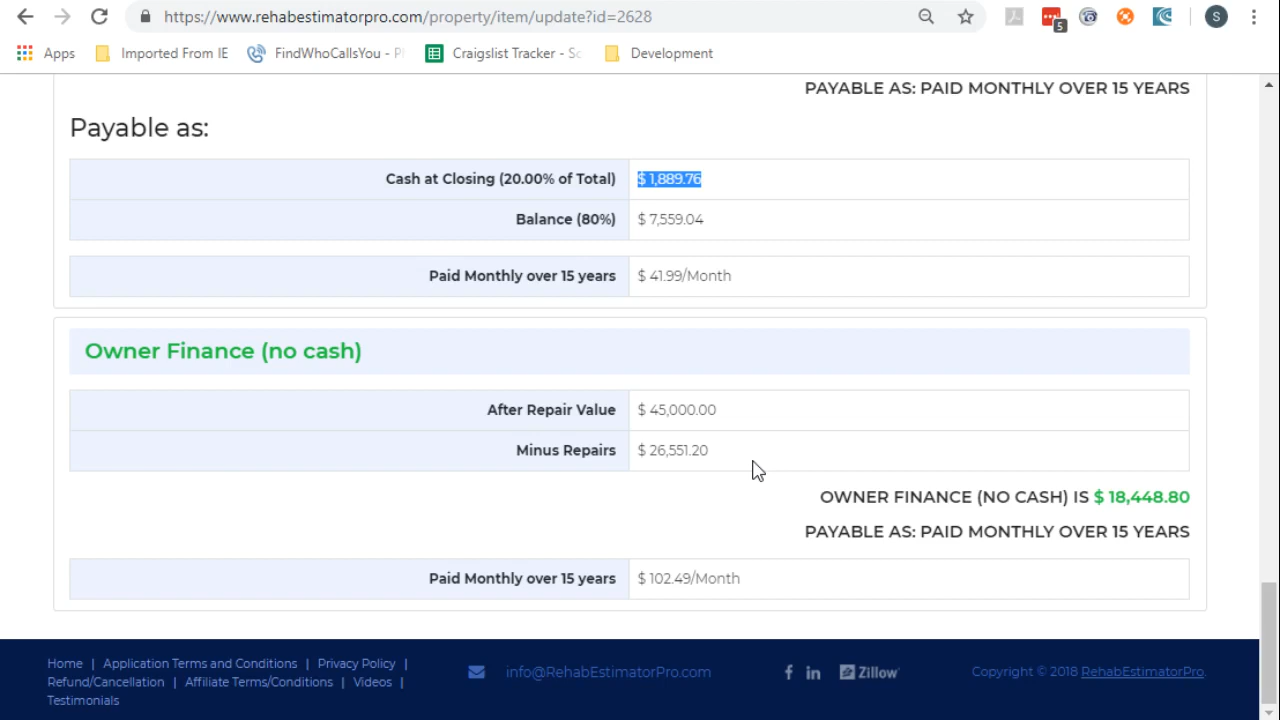 https://www.rehabestimatorpro.com/property/item/update?id=2628
5
S
Apps
Imported From IE
FindWhoCallsYou - P
Craigslist Tracker - Sc
Development
PAYABLE AS: PAID MONTHLY OVER 15 YEARS
Payable as:
Cash at Closing (20.00% of Total) $ 1,889.76
Balance (80%) $ 7,559.04
Paid Monthly over 15 years $ 41.99/Month
Owner Finance (no cash)
After Repair Value $ 45,000.00
Minus Repairs $ 26,551.20
OWNER FINANCE (NO CASH) IS $ 18,448.80
PAYABLE AS: PAID MONTHLY OVER 15 YEARS
Paid Monthly over 15 years $ 102.49/Month
Home | Application Terms and Conditions | Privacy Policy |
Refund/Cancellation | Affiliate Terms/Conditions | Videos |
Testimonials
info@RehabEstimatorPro.com
f in Zillow
Copyright © 2018 RehabEstimatorPro.